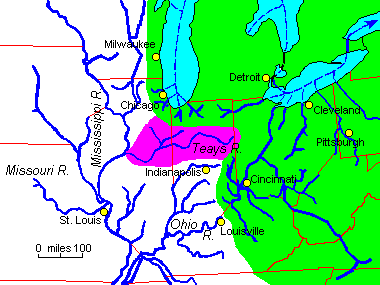 Milwaukee
Detroit
Chicago
Cleveland
Mississippi R.
Teays R.
Pittsburgh
Missouri R.
Indianapolis
Cincinnati
St. Louis
Ohio
R.
Louisville
0 miles 100